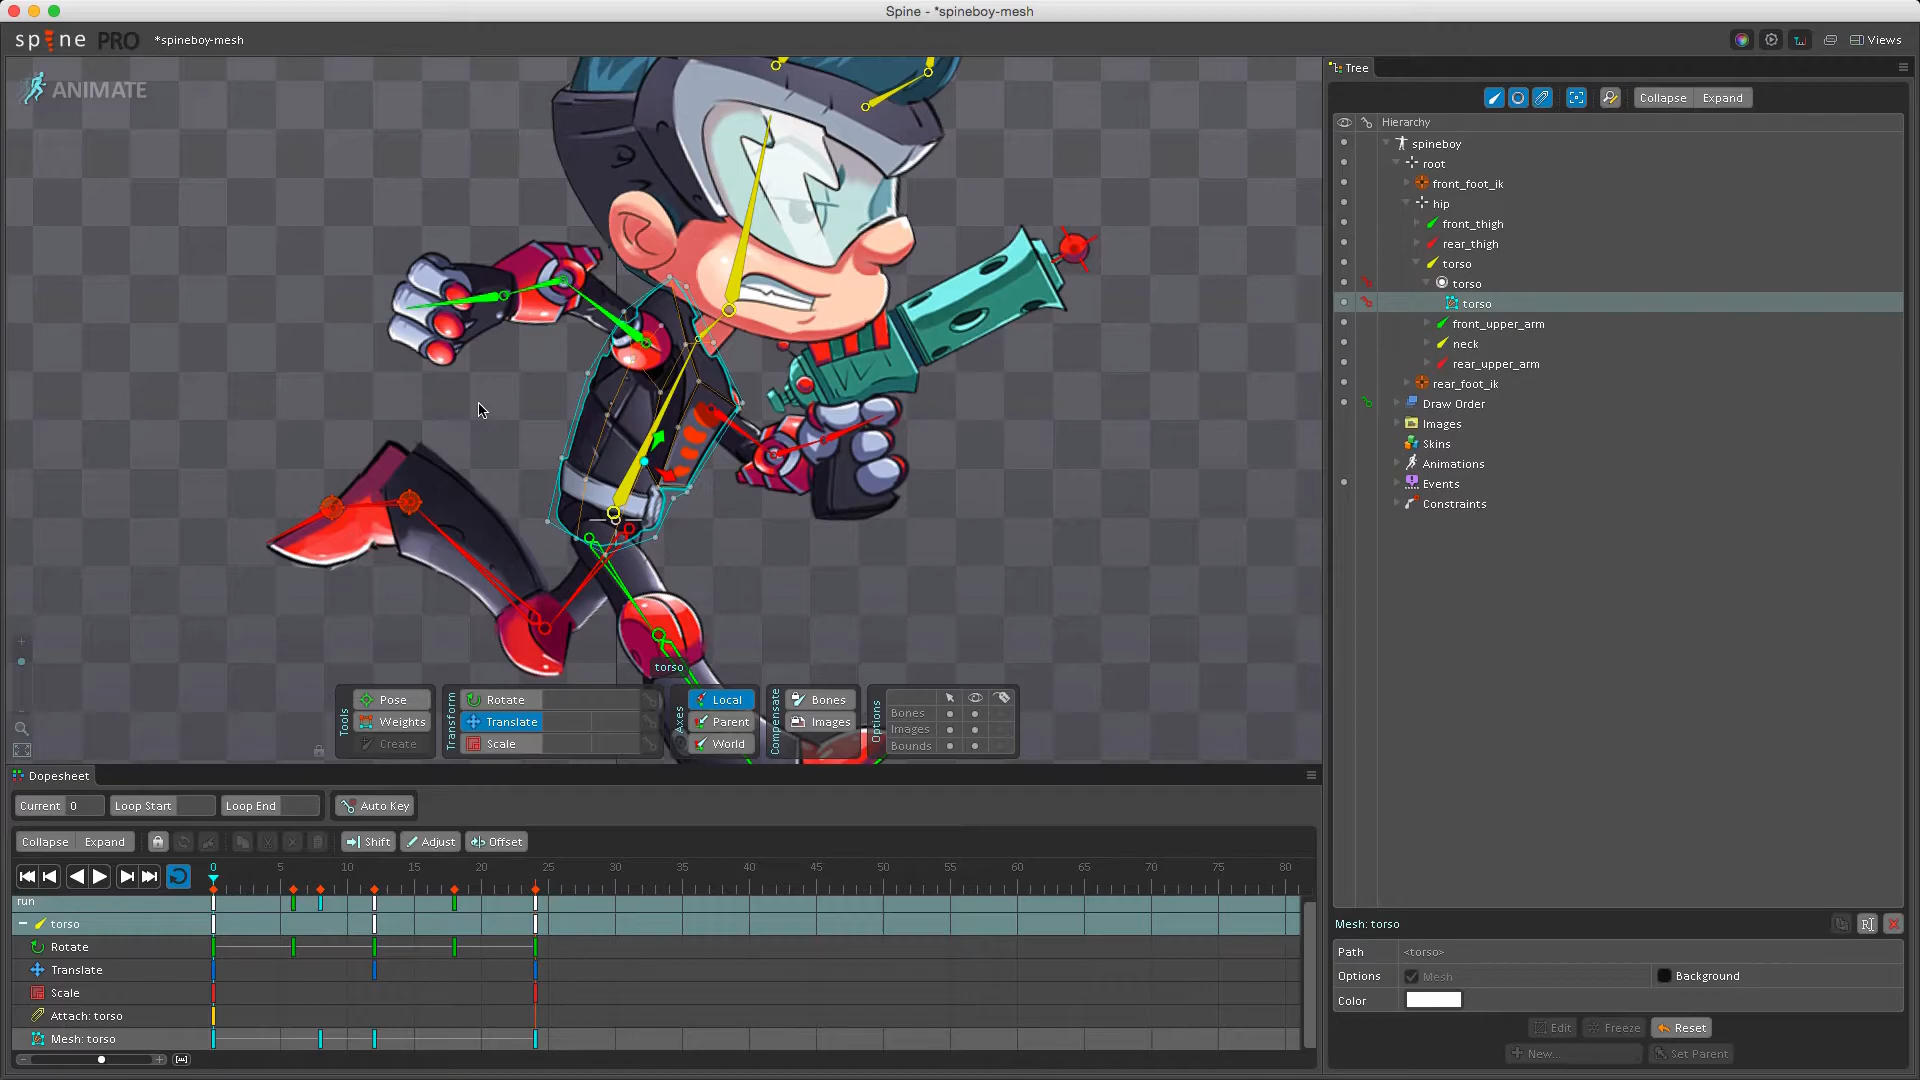 Spine - *spineboy-mesh
spine PRO *spineboy-mesh Views
ANIMATE
Tree
Collapse Expand
Hierarchy
spineboy
root
front_foot_ik
hip
front_thigh
rear_thigh
torso
torso
torso
front_upper_arm
neck
rear_upper_arm
rear_foot_ik
Draw Order
Images
Skins
Animations
Events
Constraints
torso
Tools
Pose
Weights
Create
Transform
Rotate
Translate
Scale
Axes
Local
Parent
World
Compensate
Bones
Images
Options
Bones
Images
Bounds
Dopesheet
Current 0 Loop Start Loop End Auto Key
Collapse Expand Shift Adjust Offset
0 5 10 15 20 25 30 35 40 45 50 55 60 65 70 75 80
run
torso
Rotate
Translate
Scale
Attach: torso
Mesh: torso
Mesh: torso
Path <torso>
Options Mesh Background
Color
Edit Freeze Reset
New... Set Parent